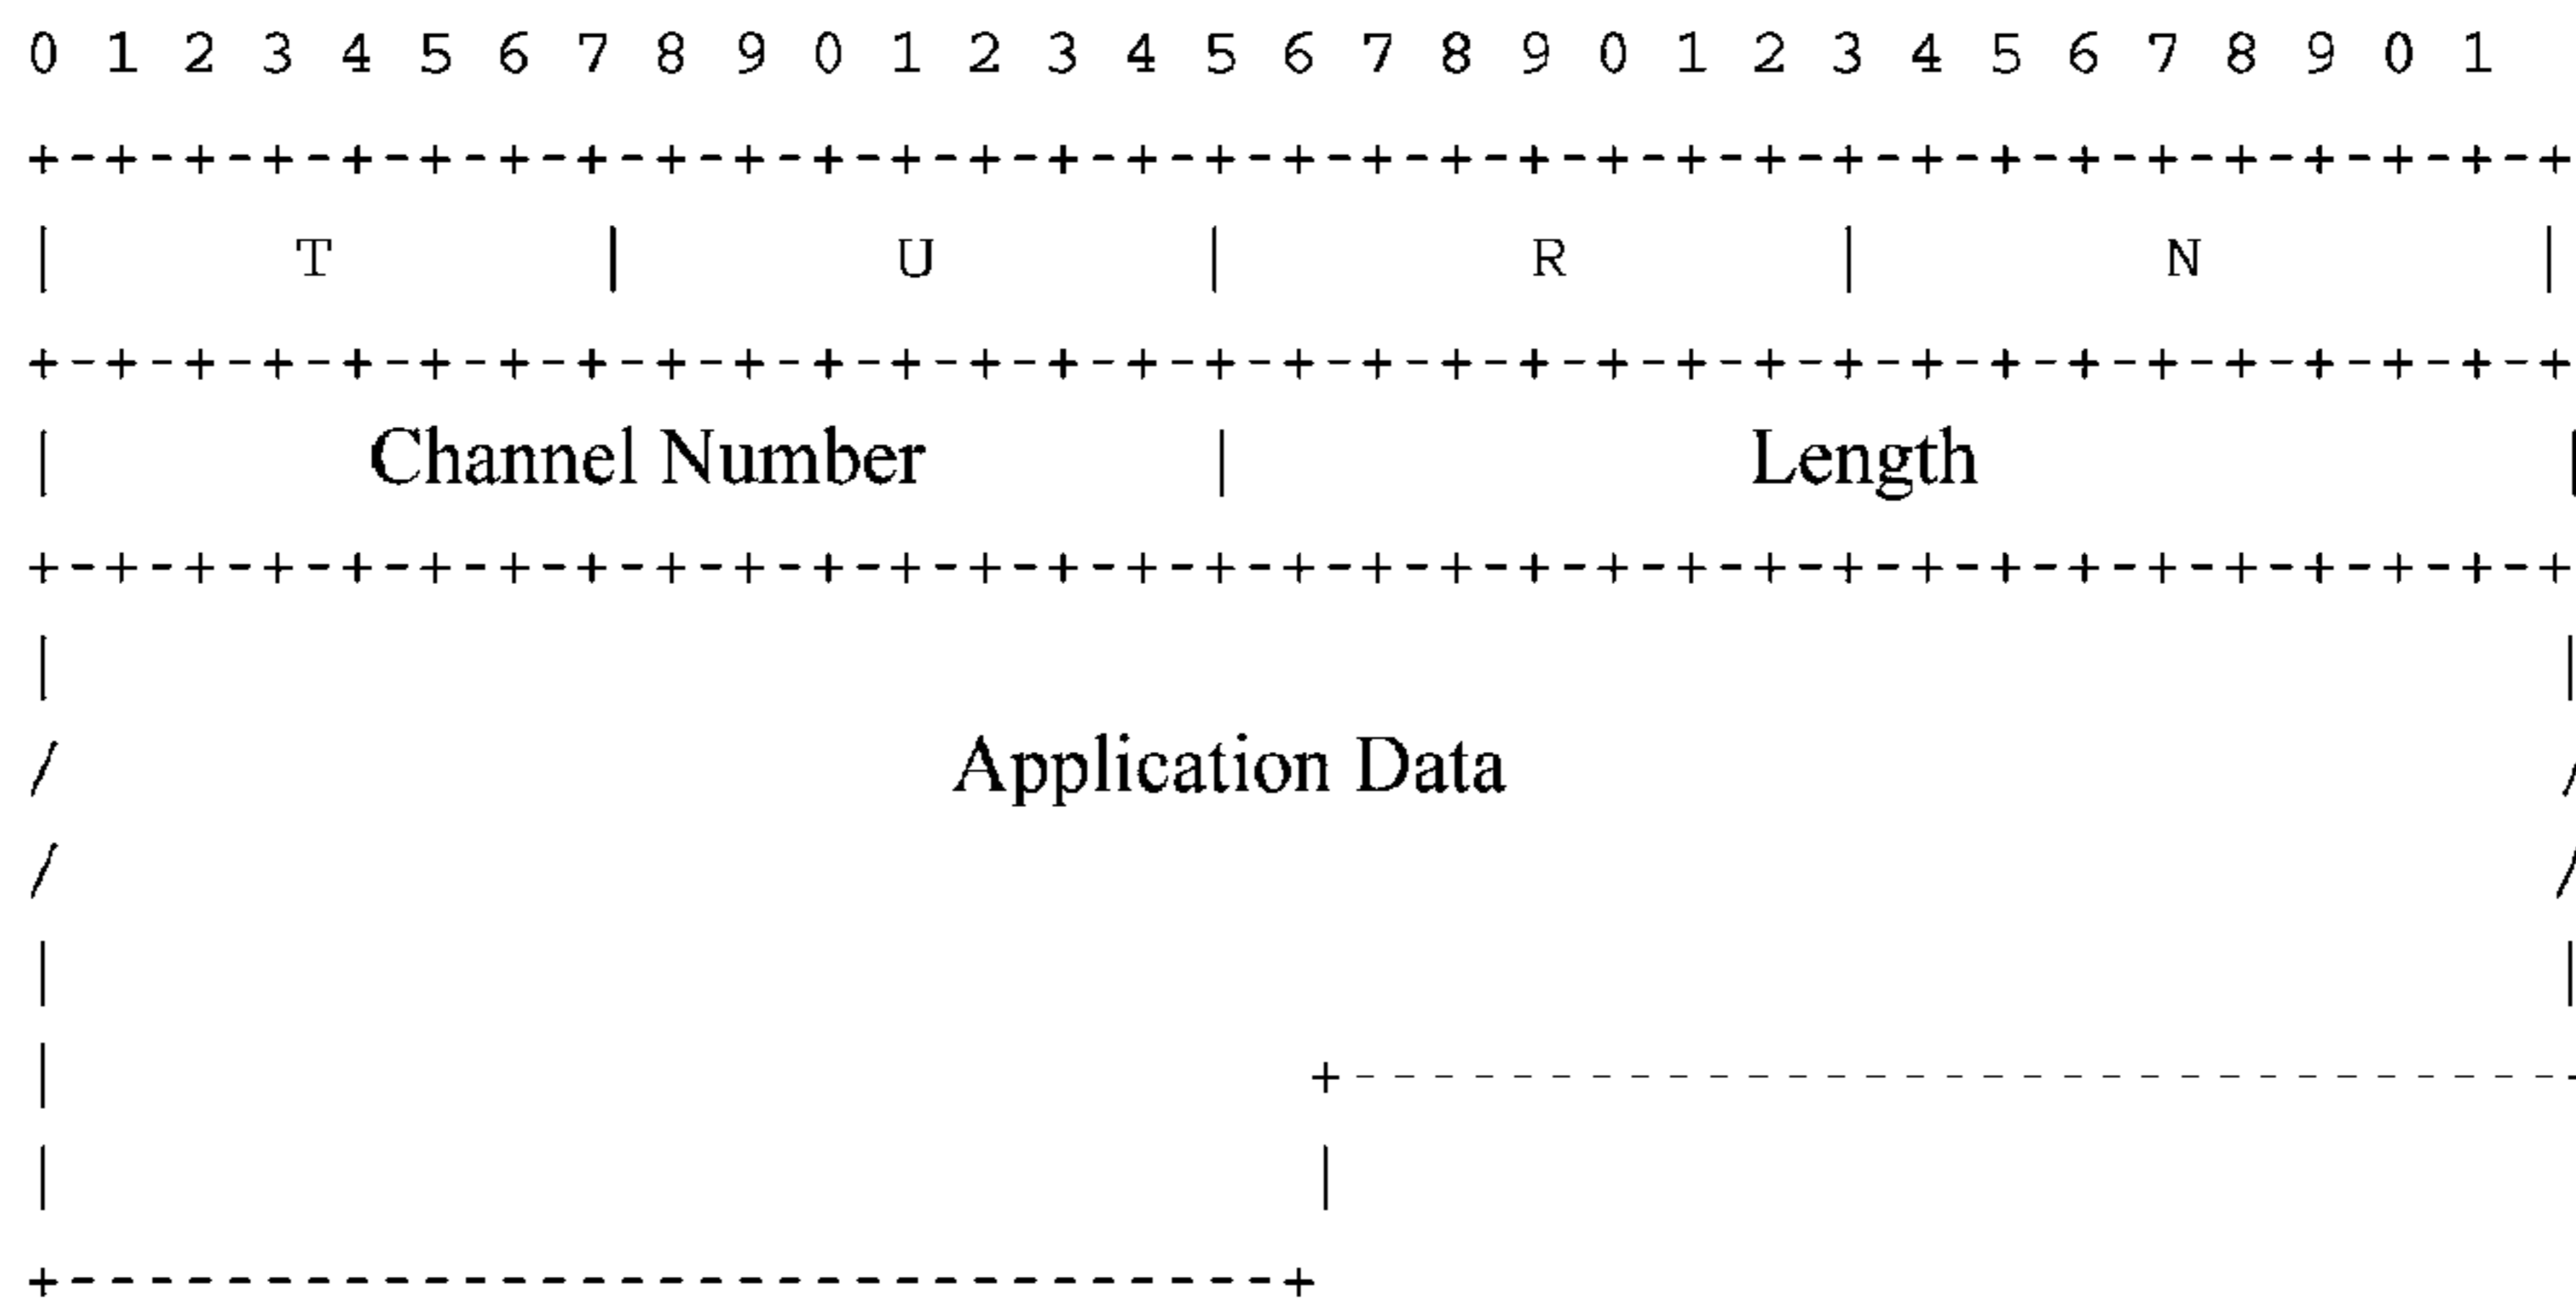 0 1 2 3 4 5 6 7 8 9 0 1 2 3 4 5 6 7 8 9 0 1 2 3 4 5 6 7 8 9 0 1
+-+-+-+-+-+-+-+-+-+-+-+-+-+-+-+-+-+-+-+-+-+-+-+-+-+-+-+-+-+-+-+-+
| T | U | R | N |
+-+-+-+-+-+-+-+-+-+-+-+-+-+-+-+-+-+-+-+-+-+-+-+-+-+-+-+-+-+-+-+-+
| Channel Number | Length |
+-+-+-+-+-+-+-+-+-+-+-+-+-+-+-+-+-+-+-+-+-+-+-+-+-+-+-+-+-+-+-+-+
| |
/ Application Data /
/ /
| |
| +-------------------------------
| |
+-------------------------------+